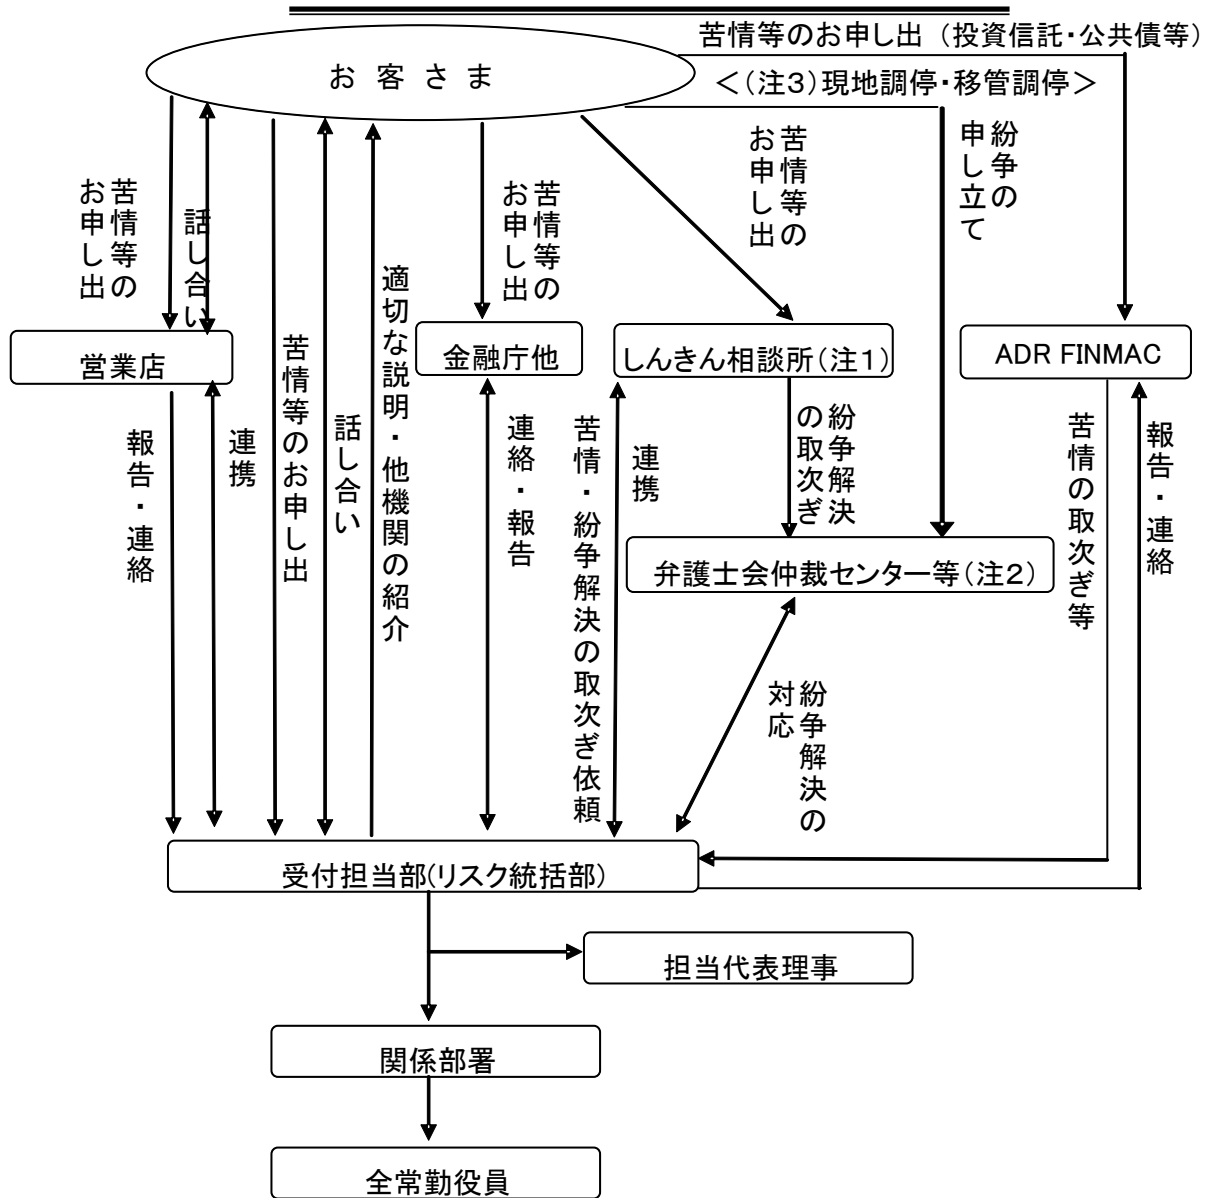 苦情等のお申し出（投資信託・公共債等）
お 客 さ ま
＜（注３）現地調停・移管調停＞
苦情等の
お申し出
話し合い
苦情等のお申し出
話し合い
適切な説明・他機関の紹介
苦情等の
お申し出
苦情等の
お申し出
紛争の
申し立て
営業店
金融庁他
しんきん相談所（注１）
ADR FINMAC
報告・連絡
連携
連絡・報告
苦情・紛争解決の取次ぎ依頼
連携
紛争解決
の取次ぎ
苦情の取次ぎ等
報告・連絡
弁護士会仲裁センター等（注２）
紛争解決の
対応
受付担当部(リスク統括部)
担当代表理事
関係部署
全常勤役員